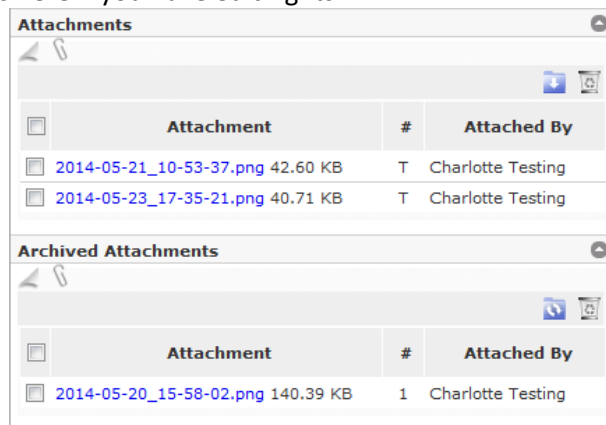 Attachments
Attachment # Attached By
2014-05-21_10-53-37.png 42.60 KB T Charlotte Testing
2014-05-23_17-35-21.png 40.71 KB T Charlotte Testing
Archived Attachments
Attachment # Attached By
2014-05-20_15-58-02.png 140.39 KB 1 Charlotte Testing